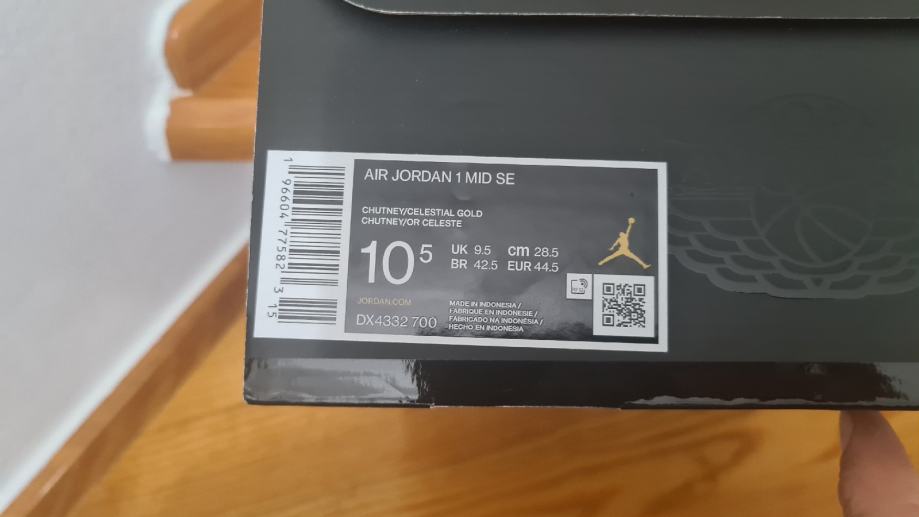 AIR JORDAN 1 MID SE
CHUTNEY/CELESTIAL GOLD
CHUTNEY/OR CELESTE
10 5
UK 9.5 cm 28.5
BR 42.5 EUR 44.5
JORDAN.COM
DX4332 700
MADE IN INDONESIA /
FABRIQUE EN INDONESIE /
FABRICADO NA INDONÉSIA /
HECHO EN INDONESIA
1 96604 77582 3 15